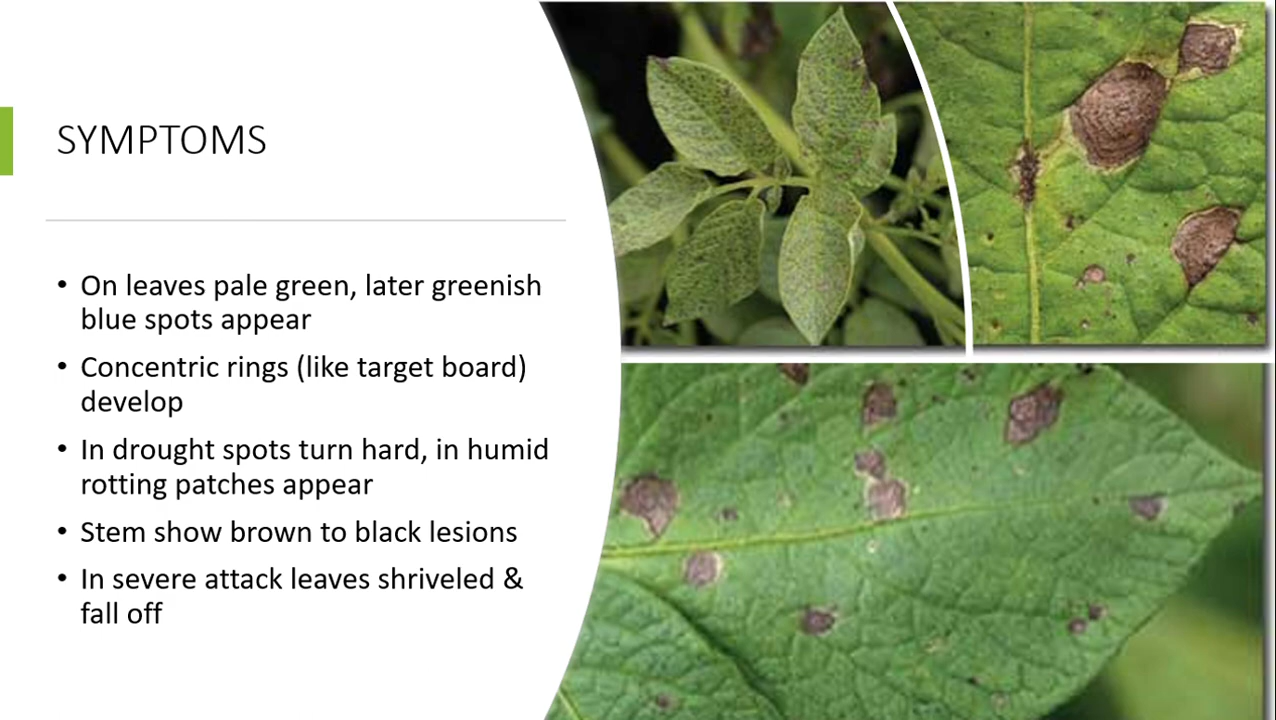 SYMPTOMS
• On leaves pale green, later greenish
blue spots appear
• Concentric rings (like target board)
develop
• In drought spots turn hard, in humid
rotting patches appear
• Stem show brown to black lesions
• In severe attack leaves shriveled &
fall off